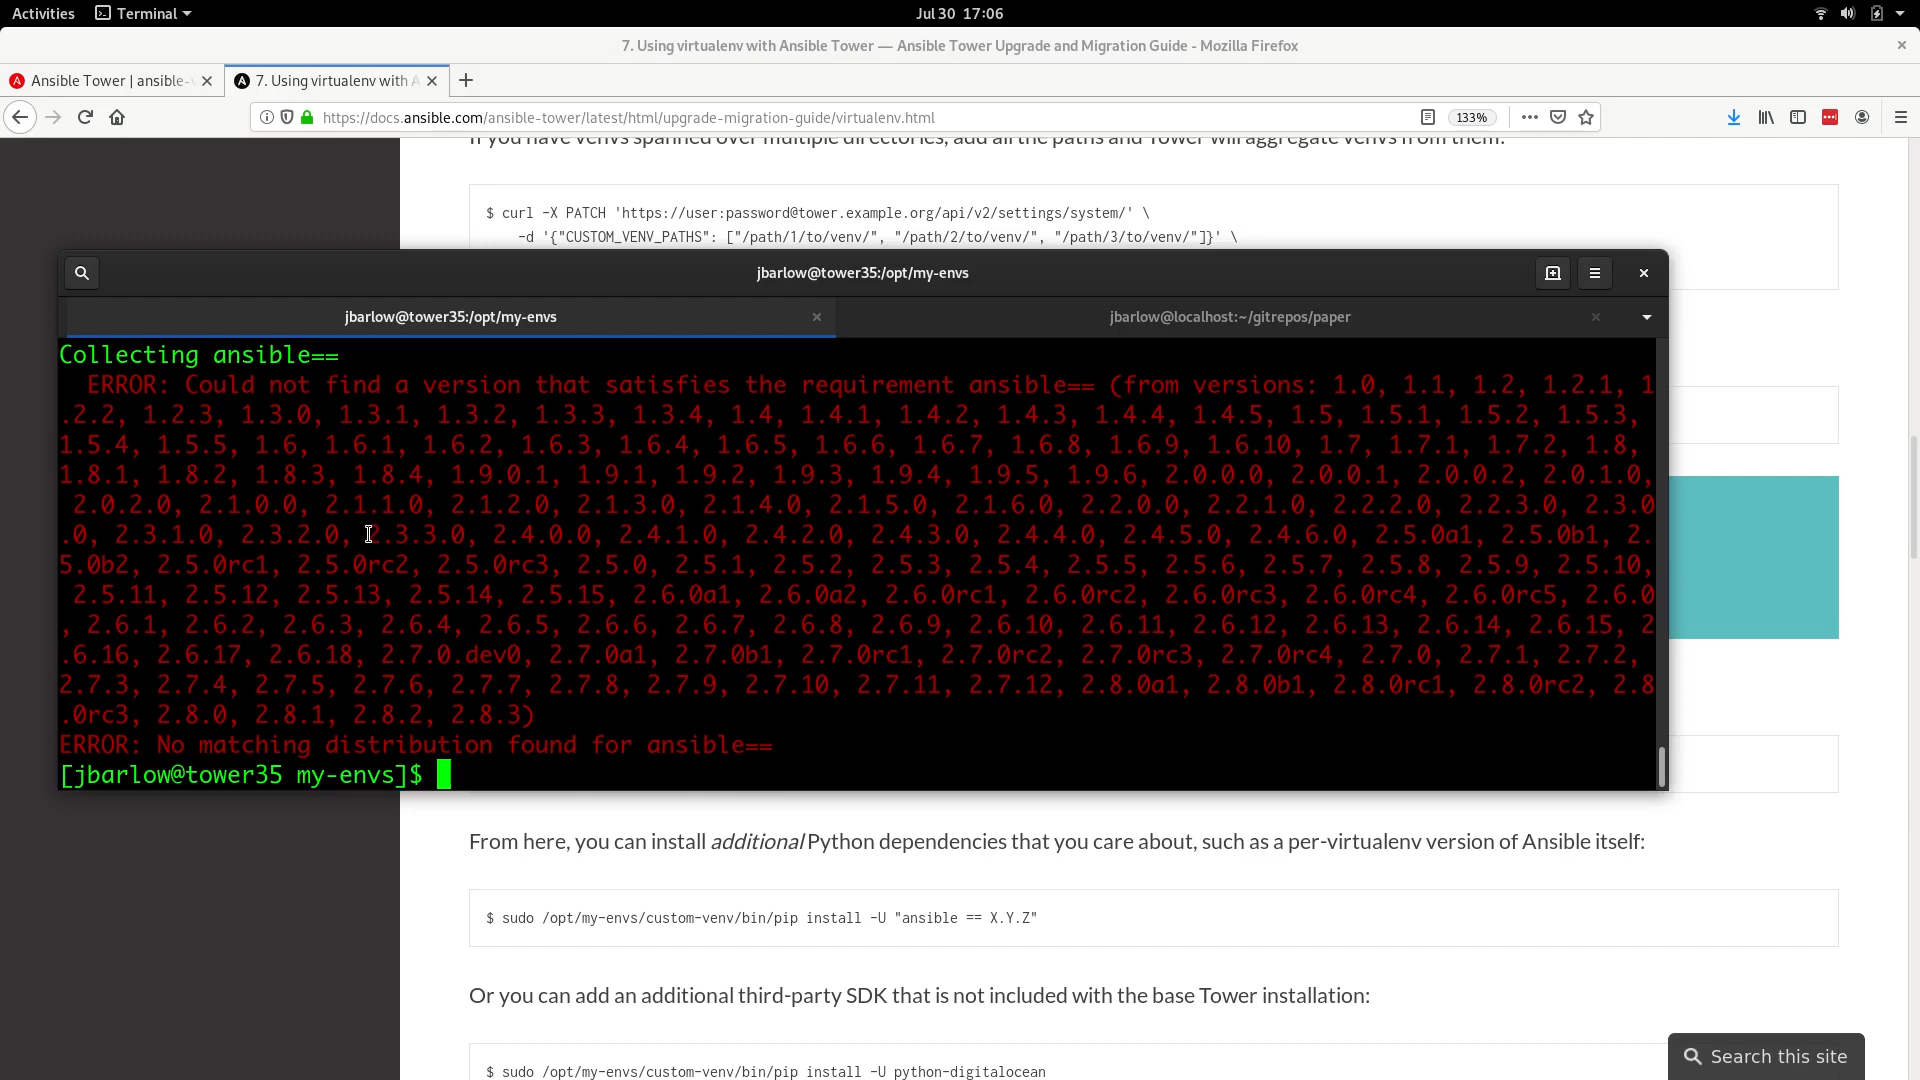 Activities Terminal Jul 30 17:06
7. Using virtualenv with Ansible Tower — Ansible Tower Upgrade and Migration Guide - Mozilla Firefox
Ansible Tower | ansible- 7. Using virtualenv with A
https://docs.ansible.com/ansible-tower/latest/html/upgrade-migration-guide/virtualenv.html 133%
If you have venvs spanned over multiple directories, add all the paths and Tower will aggregate venvs from them:
$ curl -X PATCH 'https://user:password@tower.example.org/api/v2/settings/system/' \
-d '{"CUSTOM_VENV_PATHS": ["/path/1/to/venv/", "/path/2/to/venv/", "/path/3/to/venv/"]}' \
jbarlow@tower35:/opt/my-envs
jbarlow@tower35:/opt/my-envs jbarlow@localhost:~/gitrepos/paper
Collecting ansible==
ERROR: Could not find a version that satisfies the requirement ansible== (from versions: 1.0, 1.1, 1.2, 1.2.1, 1
.2.2, 1.2.3, 1.3.0, 1.3.1, 1.3.2, 1.3.3, 1.3.4, 1.4, 1.4.1, 1.4.2, 1.4.3, 1.4.4, 1.4.5, 1.5, 1.5.1, 1.5.2, 1.5.3,
1.5.4, 1.5.5, 1.6, 1.6.1, 1.6.2, 1.6.3, 1.6.4, 1.6.5, 1.6.6, 1.6.7, 1.6.8, 1.6.9, 1.6.10, 1.7, 1.7.1, 1.7.2, 1.8,
1.8.1, 1.8.2, 1.8.3, 1.8.4, 1.9.0.1, 1.9.1, 1.9.2, 1.9.3, 1.9.4, 1.9.5, 1.9.6, 2.0.0.0, 2.0.0.1, 2.0.0.2, 2.0.1.0,
2.0.2.0, 2.1.0.0, 2.1.1.0, 2.1.2.0, 2.1.3.0, 2.1.4.0, 2.1.5.0, 2.1.6.0, 2.2.0.0, 2.2.1.0, 2.2.2.0, 2.2.3.0, 2.3.0
.0, 2.3.1.0, 2.3.2.0, 2.3.3.0, 2.4.0.0, 2.4.1.0, 2.4.2.0, 2.4.3.0, 2.4.4.0, 2.4.5.0, 2.4.6.0, 2.5.0a1, 2.5.0b1, 2.
5.0b2, 2.5.0rc1, 2.5.0rc2, 2.5.0rc3, 2.5.0, 2.5.1, 2.5.2, 2.5.3, 2.5.4, 2.5.5, 2.5.6, 2.5.7, 2.5.8, 2.5.9, 2.5.10,
2.5.11, 2.5.12, 2.5.13, 2.5.14, 2.5.15, 2.6.0a1, 2.6.0a2, 2.6.0rc1, 2.6.0rc2, 2.6.0rc3, 2.6.0rc4, 2.6.0rc5, 2.6.0
, 2.6.1, 2.6.2, 2.6.3, 2.6.4, 2.6.5, 2.6.6, 2.6.7, 2.6.8, 2.6.9, 2.6.10, 2.6.11, 2.6.12, 2.6.13, 2.6.14, 2.6.15, 2
.6.16, 2.6.17, 2.6.18, 2.7.0.dev0, 2.7.0a1, 2.7.0b1, 2.7.0rc1, 2.7.0rc2, 2.7.0rc3, 2.7.0rc4, 2.7.0, 2.7.1, 2.7.2,
2.7.3, 2.7.4, 2.7.5, 2.7.6, 2.7.7, 2.7.8, 2.7.9, 2.7.10, 2.7.11, 2.7.12, 2.8.0a1, 2.8.0b1, 2.8.0rc1, 2.8.0rc2, 2.8
.0rc3, 2.8.0, 2.8.1, 2.8.2, 2.8.3)
ERROR: No matching distribution found for ansible==
[jbarlow@tower35 my-envs]$
From here, you can install additional Python dependencies that you care about, such as a per-virtualenv version of Ansible itself:
$ sudo /opt/my-envs/custom-venv/bin/pip install -U "ansible == X.Y.Z"
Or you can add an additional third-party SDK that is not included with the base Tower installation:
Search this site
$ sudo /opt/my-envs/custom-venv/bin/pip install -U python-digitalocean